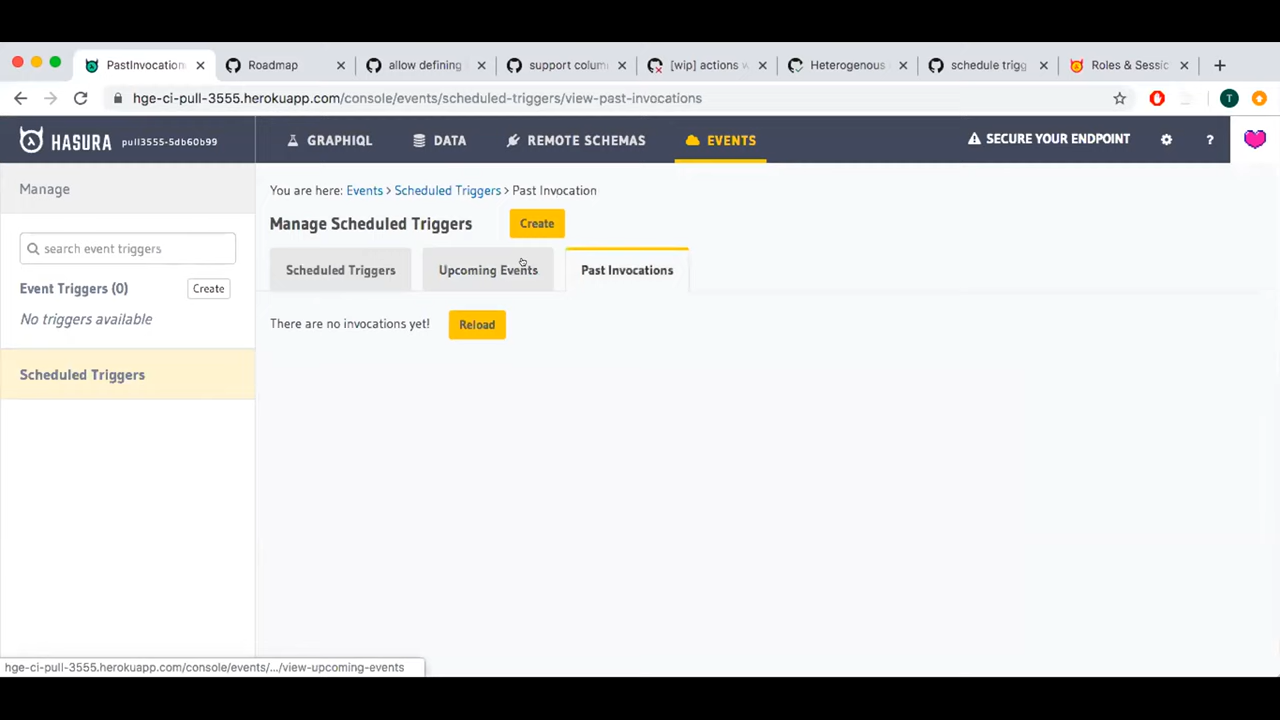 PastInvocation
Roadmap
allow defining
support colum
[wip] actions w
Heterogenous
schedule trigg
Roles & Sessio
hge-ci-pull-3555.herokuapp.com/console/events/scheduled-triggers/view-past-invocations
T
HASURA
pull3555-5db60b99
GRAPHIQL
DATA
REMOTE SCHEMAS
EVENTS
SECURE YOUR ENDPOINT
?
Manage
search event triggers
Event Triggers (0)
Create
No triggers available
Scheduled Triggers
You are here: Events > Scheduled Triggers > Past Invocation
Manage Scheduled Triggers
Create
Scheduled Triggers
Upcoming Events
Past Invocations
There are no invocations yet!
Reload
hge-ci-pull-3555.herokuapp.com/console/events/.../view-upcoming-events